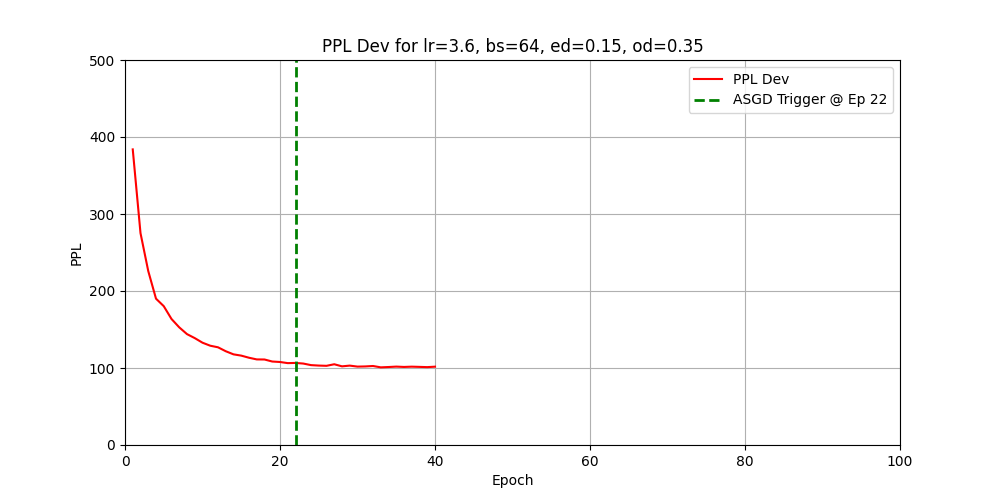 PPL Dev for lr=3.6, bs=64, ed=0.15, od=0.35
PPL Dev
ASGD Trigger @ Ep 22
500
400
300
200
100
0
PPL
0 20 40 60 80 100
Epoch